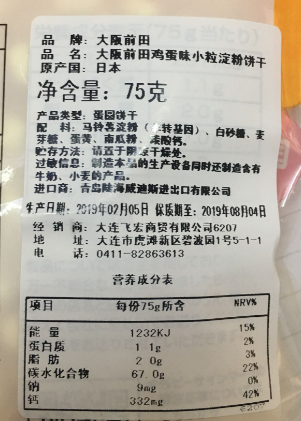 品 牌：大阪前田
品 名：大阪前田鸡蛋味小粒淀粉饼干
原产国：日本
净含量：75克
产品类型：蛋圆饼干
配 料：马铃薯淀粉（非转基因）、白砂糖、麦
芽糖、蛋黄、南瓜粉、碳酸钙。
贮存方法：请置于阴凉干燥处。
过敏信息：制造本品的生产设备同时还制造含有
牛奶、小麦的产品。
进口商：青岛陆海威迪斯进出口有限公司
生产日期：2019年02月05日 保质期至：2019年08月04日
经 销 商：大连飞宏商贸有限公司6207
地 址：大连市虎滩新区碧波园1号5-1-1
电 话：0411-82863613
营养成分表
项目 每份75g所含 NRV%
能 量 1232KJ 15%
蛋白质 1 1g 2%
脂 肪 2 0g 3%
碳水化合物 67.0g 22%
钠 9mg 0%
钙 332mg 42%